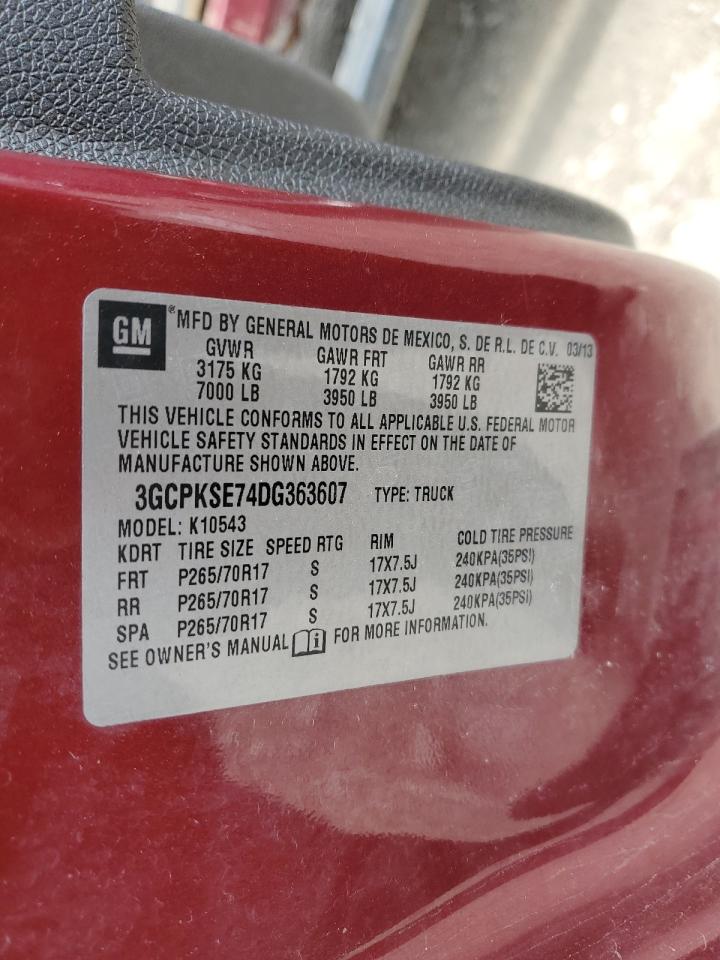 GM
® MFD BY GENERAL MOTORS DE MEXICO, S. DE R.L. DE C.V. 03/13
GVWR GAWR FRT GAWR RR
3175 KG 1792 KG 1792 KG
7000 LB 3950 LB 3950 LB
THIS VEHICLE CONFORMS TO ALL APPLICABLE U.S. FEDERAL MOTOR
VEHICLE SAFETY STANDARDS IN EFFECT ON THE DATE OF
MANUFACTURE SHOWN ABOVE.
3GCPKSE74DG363607 TYPE: TRUCK
MODEL: K10543
KDRT TIRE SIZE SPEED RTG RIM COLD TIRE PRESSURE
FRT P265/70R17 S 17X7.5J 240KPA(35PSI)
RR P265/70R17 S 17X7.5J 240KPA(35PSI)
SPA P265/70R17 S 17X7.5J 240KPA(35PSI)
SEE OWNER'S MANUAL i FOR MORE INFORMATION.